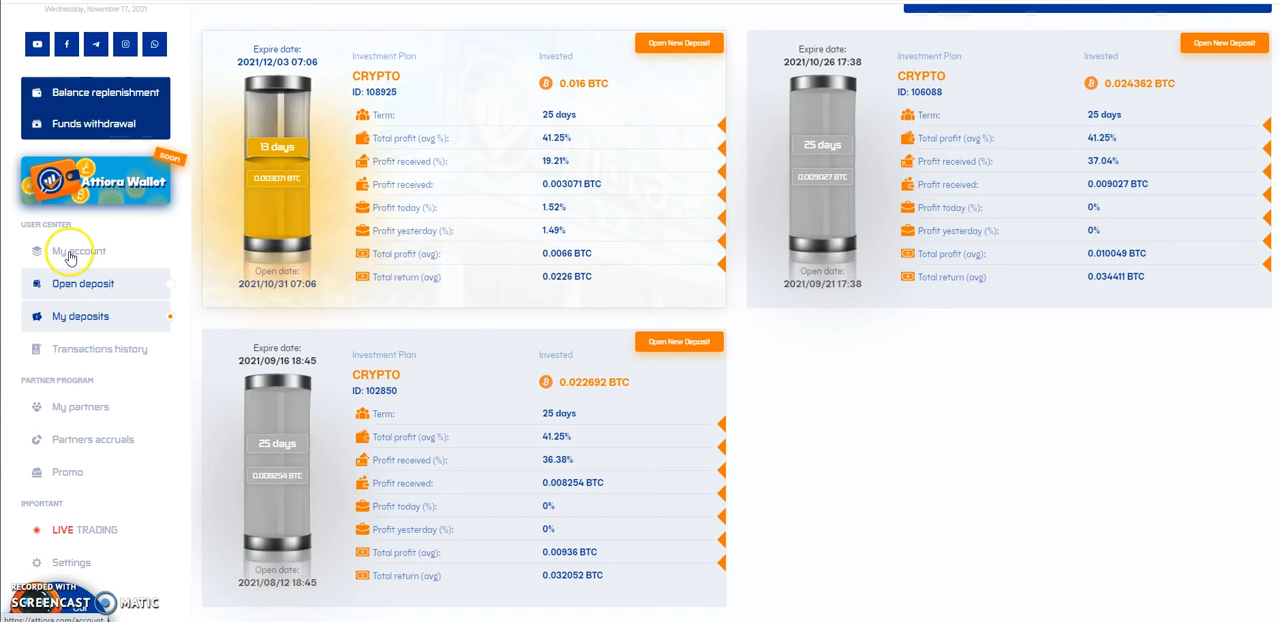 Wednesday, November 17, 2021
Balance replenishment
Funds withdrawal
soon
Attiora Wallet
USER CENTER
My account
Open deposit
My deposits
Transactions history
PARTNER PROGRAM
My partners
Partners accruals
Promo
IMPORTANT
LIVE TRADING
Settings
RECORDED WITH
SCREENCAST MATIC
https://attiora.com/account
Expire date:
2021/12/03 07:06
13 days
0.003071 BTC
Open date:
2021/10/31 07:06
Open New Deposit
Investment Plan Invested
CRYPTO 0.016 BTC
ID: 108925
Term: 25 days
Total profit (avg %): 41.25%
Profit received (%): 19.21%
Profit received: 0.003071 BTC
Profit today (%): 1.52%
Profit yesterday (%): 1.49%
Total profit (avg): 0.0066 BTC
Total return (avg) 0.0226 BTC
Expire date:
2021/10/26 17:38
25 days
0.009027 BTC
Open date:
2021/09/21 17:38
Open New Deposit
Investment Plan Invested
CRYPTO 0.024362 BTC
ID: 106088
Term: 25 days
Total profit (avg %): 41.25%
Profit received (%): 37.04%
Profit received: 0.009027 BTC
Profit today (%): 0%
Profit yesterday (%): 0%
Total profit (avg): 0.010049 BTC
Total return (avg) 0.034411 BTC
Expire date:
2021/09/16 18:45
25 days
0.008254 BTC
Open date:
2021/08/12 18:45
Open New Deposit
Investment Plan Invested
CRYPTO 0.022692 BTC
ID: 102850
Term: 25 days
Total profit (avg %): 41.25%
Profit received (%): 36.38%
Profit received: 0.008254 BTC
Profit today (%): 0%
Profit yesterday (%): 0%
Total profit (avg): 0.00936 BTC
Total return (avg) 0.032052 BTC